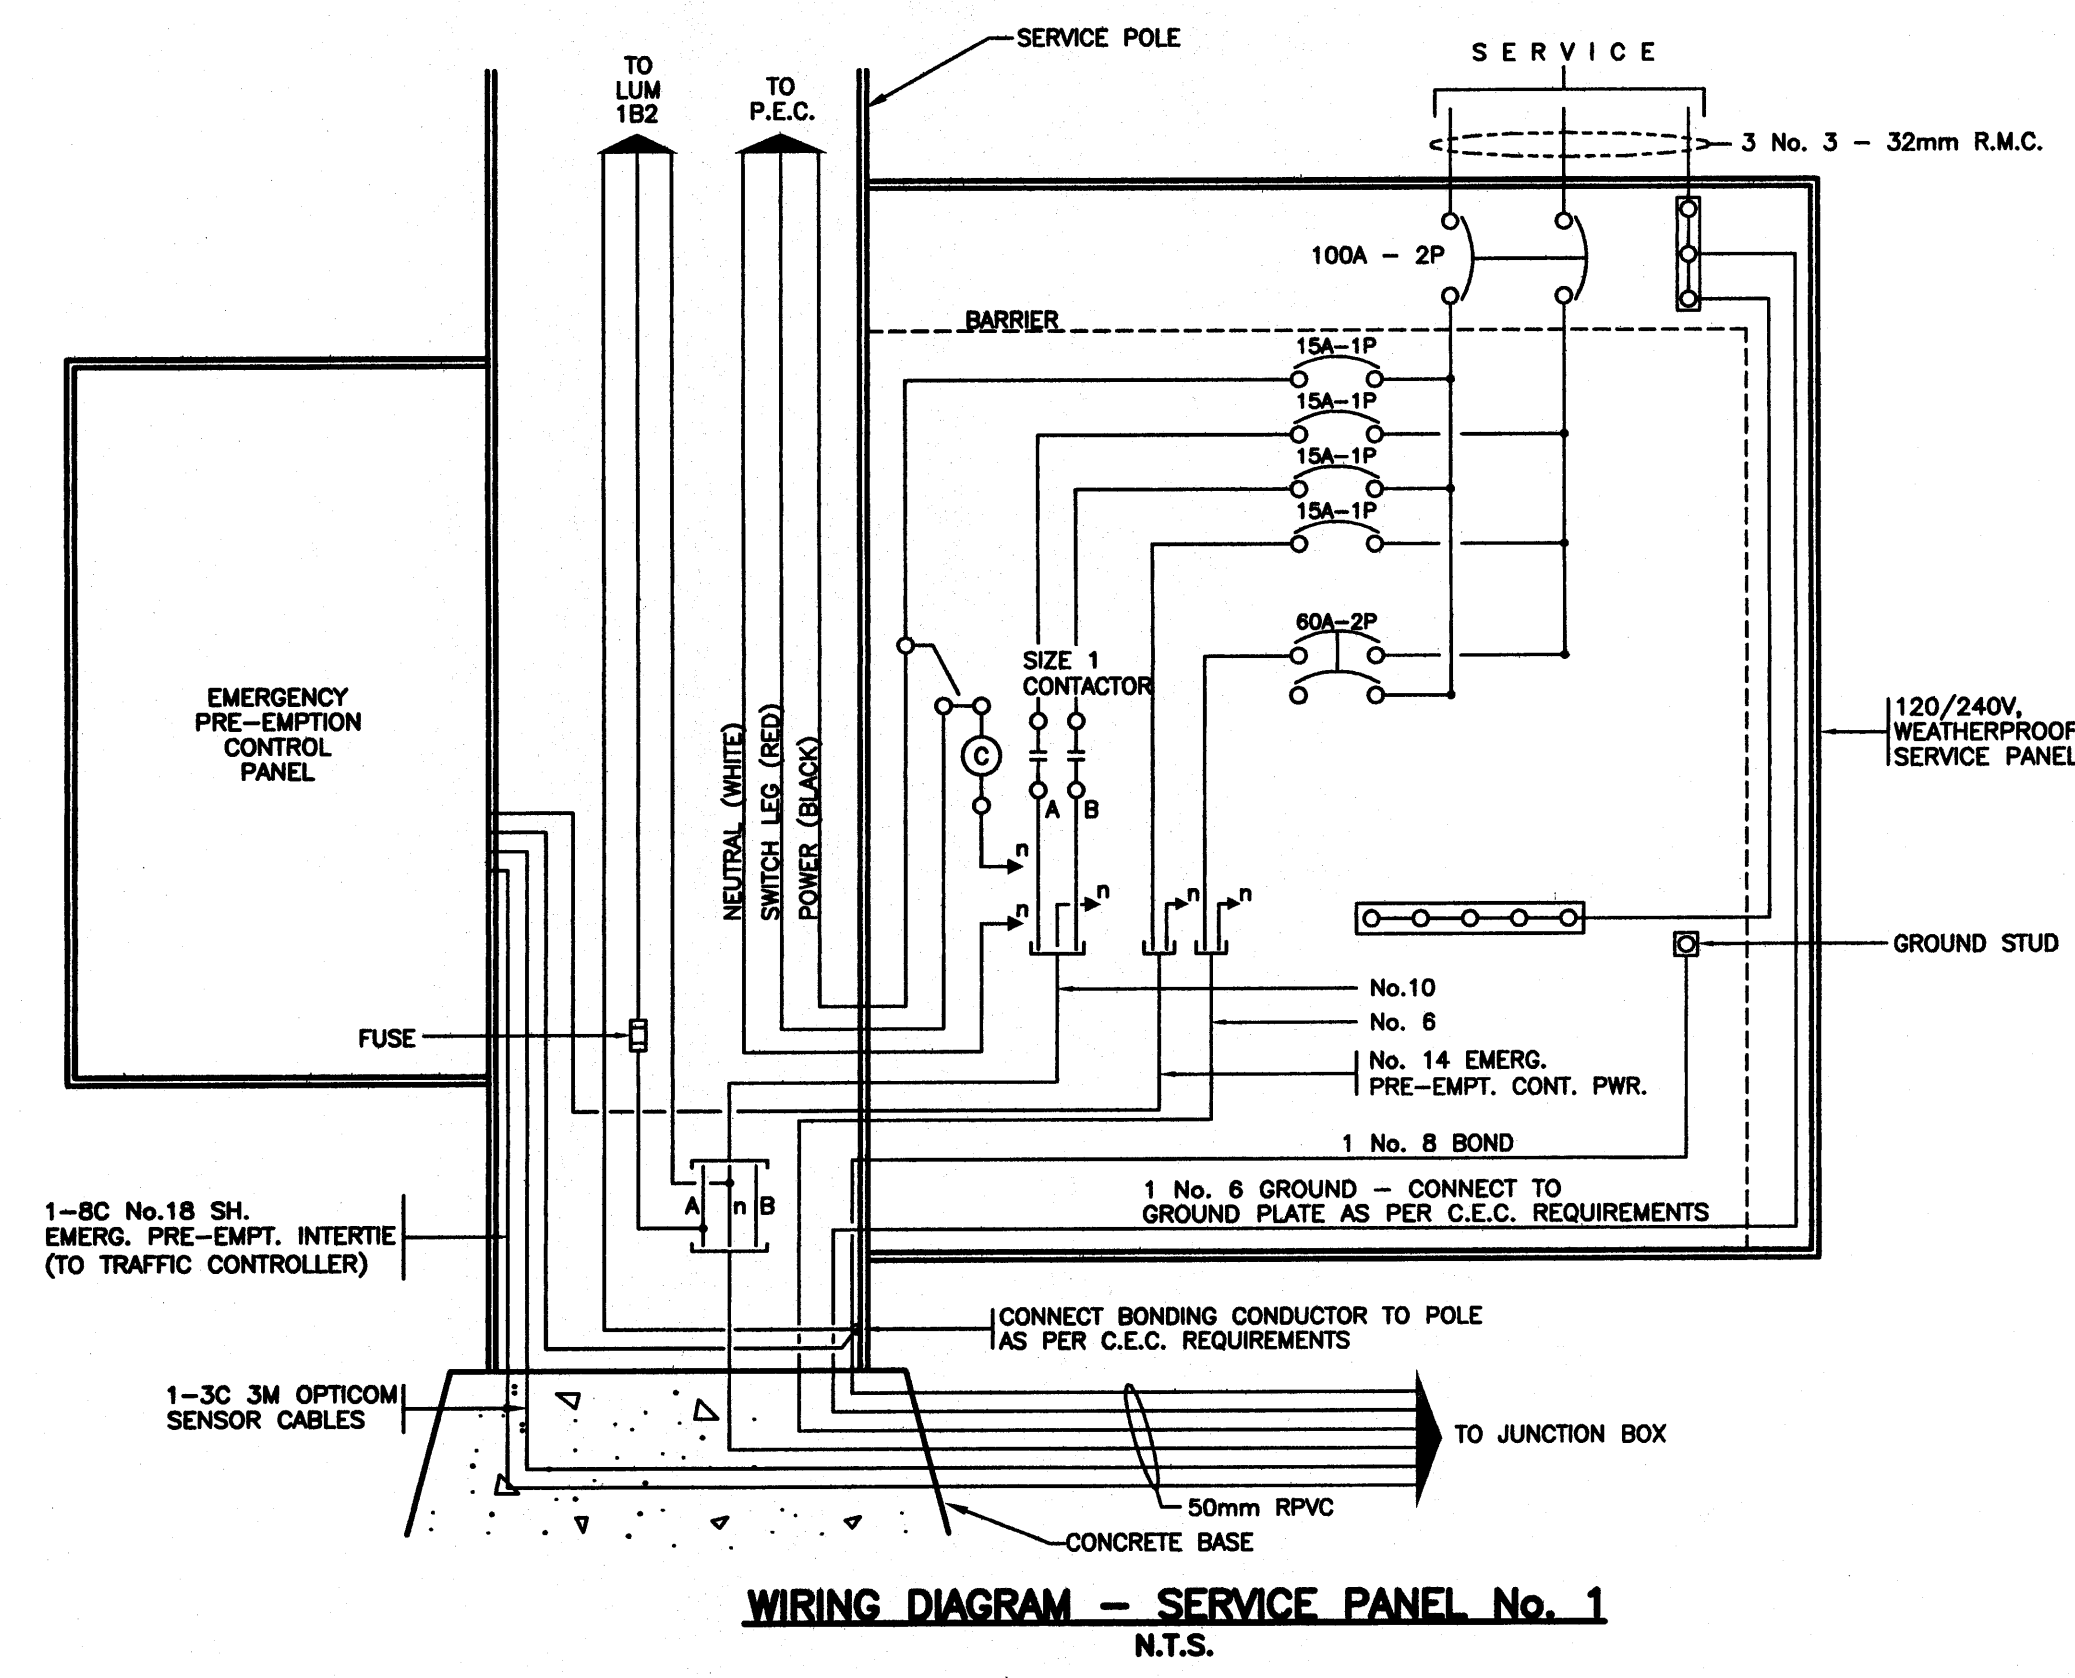 SERVICE POLE
S E R V I C E
TO
LUM
1B2
TO
P.E.C.
3 No. 3 – 32mm R.M.C.
100A – 2P
BARRIER
15A–1P
15A–1P
15A–1P
15A–1P
60A–2P
SIZE 1
CONTACTOR
EMERGENCY
PRE–EMPTION
CONTROL
PANEL
NEUTRAL (WHITE)
SWITCH LEG (RED)
POWER (BLACK)
C
A
B
n
n
n
n
n
120/240V,
WEATHERPROOF
SERVICE PANEL
GROUND STUD
No.10
No. 6
No. 14 EMERG.
PRE–EMPT. CONT. PWR.
FUSE
1 No. 8 BOND
1 No. 6 GROUND – CONNECT TO
GROUND PLATE AS PER C.E.C. REQUIREMENTS
A n B
1–8C No.18 SH.
EMERG. PRE–EMPT. INTERTIE
(TO TRAFFIC CONTROLLER)
CONNECT BONDING CONDUCTOR TO POLE
AS PER C.E.C. REQUIREMENTS
1–3C 3M OPTICOM
SENSOR CABLES
TO JUNCTION BOX
50mm RPVC
CONCRETE BASE
WIRING DIAGRAM – SERVICE PANEL No. 1
N.T.S.